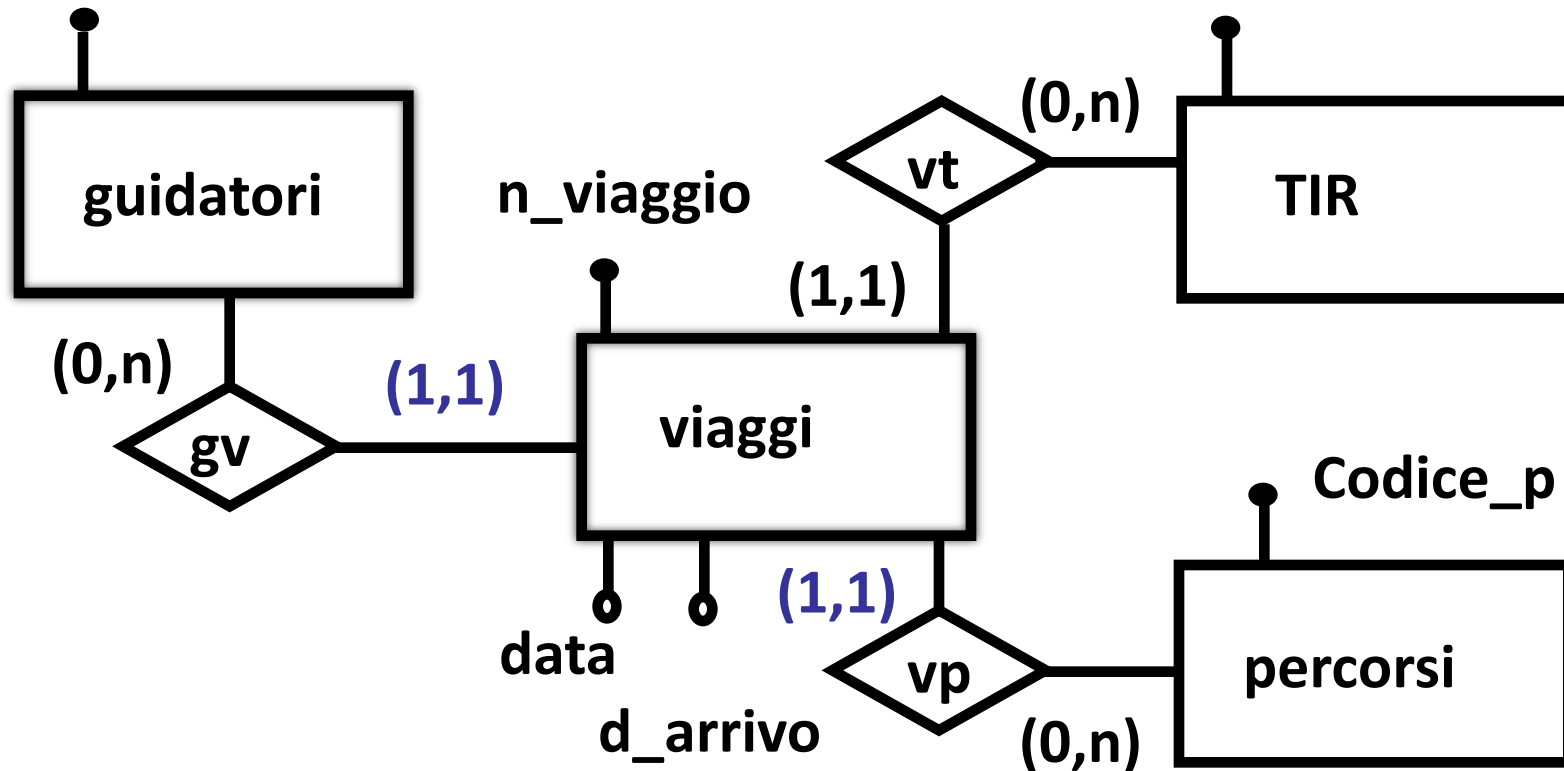 (0,n)
vt
TIR
guidatori
n_viaggio
(1,1)
(0,n)
(1,1)
viaggi
gv
Codice_p
(1,1)
data
vp
percorsi
d_arrivo
(0,n)